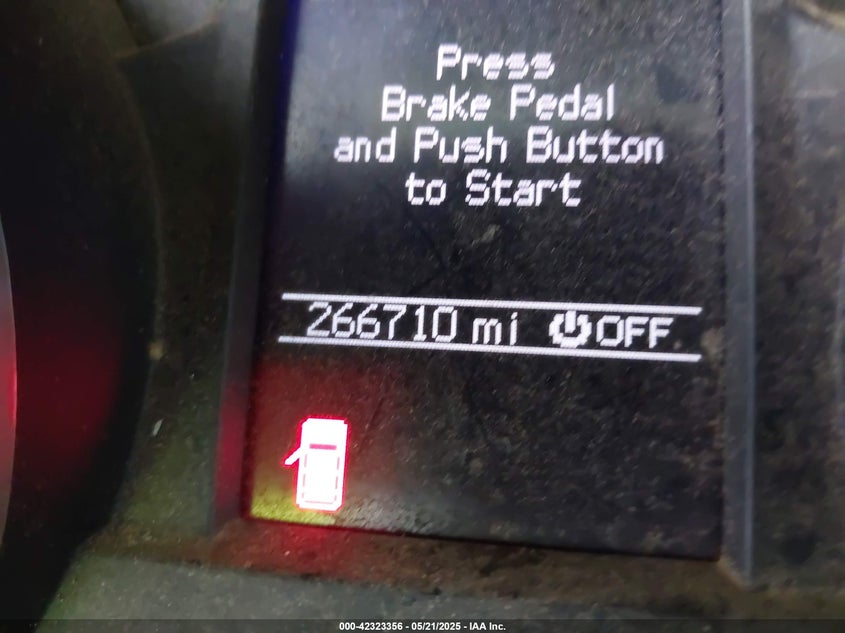 Press
Brake Pedal
and Push Button
to Start
266710 mi OFF
000-42323356 - 05/21/2025 - IAA Inc.